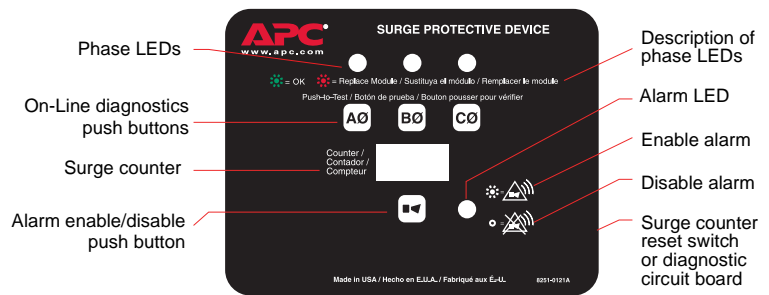 APC
www.apc.com
SURGE PROTECTIVE DEVICE
Phase LEDs
Description of
phase LEDs
= OK = Replace Module / Sustituya el módulo / Remplacer le module
Push-to-Test / Botón de prueba / Bouton pousser pour vérifier
On-Line diagnostics
push buttons
AØ BØ CØ
Alarm LED
Surge counter
Counter /
Contador /
Compteur
Enable alarm
=
Disable alarm
=
Alarm enable/disable
push button
Surge counter
reset switch
or diagnostic
circuit board
Made in USA / Hecho en E.U.A. / Fabriqué aux É.-U. 8251-0121A